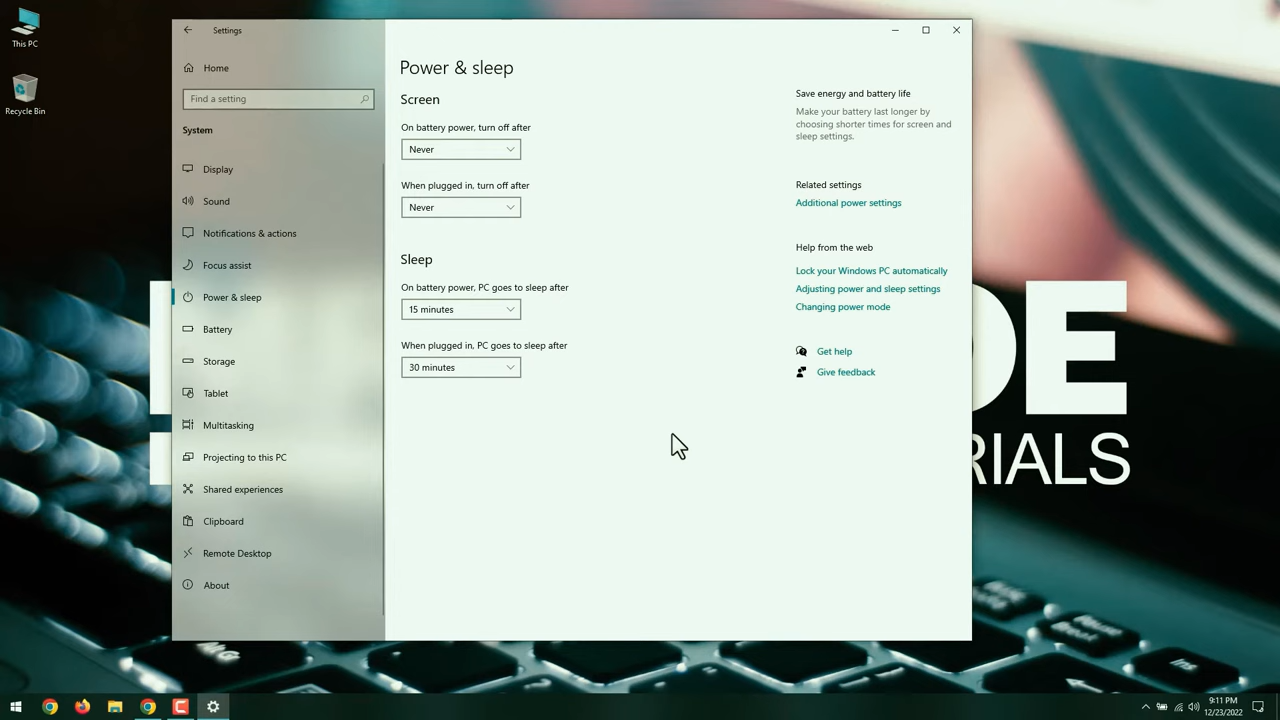 This PC
Recycle Bin
Settings
Home
Find a setting
System
Display
Sound
Notifications & actions
Focus assist
Power & sleep
Battery
Storage
Tablet
Multitasking
Projecting to this PC
Shared experiences
Clipboard
Remote Desktop
About
Power & sleep
Screen
On battery power, turn off after
Never
When plugged in, turn off after
Never
Sleep
On battery power, PC goes to sleep after
15 minutes
When plugged in, PC goes to sleep after
30 minutes
Save energy and battery life
Make your battery last longer by
choosing shorter times for screen and
sleep settings.
Related settings
Additional power settings
Help from the web
Lock your Windows PC automatically
Adjusting power and sleep settings
Changing power mode
Get help
Give feedback
DE
RIALS
Pause
Break
Ins
Alt Gr
9:11 PM
12/23/2022